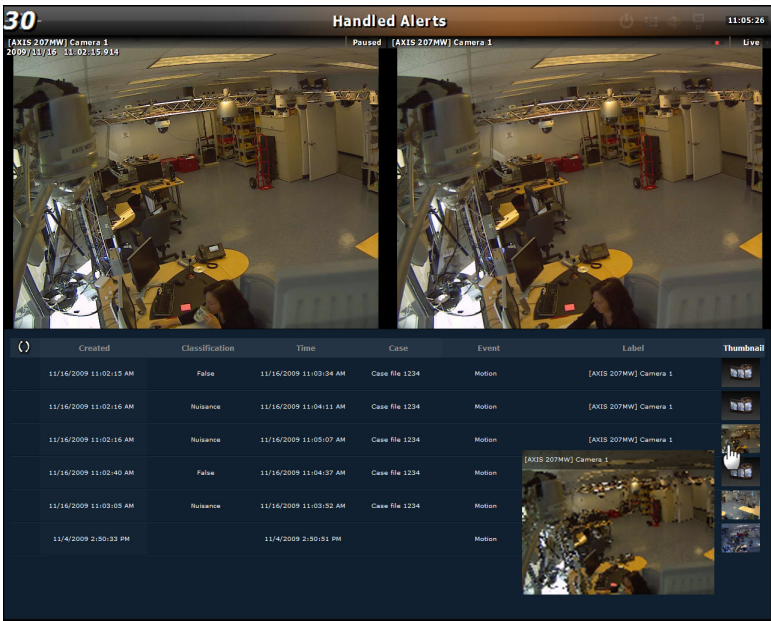 30-
Handled Alerts
11:05:26
[AXIS 207MW] Camera 1
Paused
[AXIS 207MW] Camera 1
Live
2009/11/16 11:02:15.914
Created Classification Time Case Event Label Thumbnail
11/16/2009 11:02:15 AM False 11/16/2009 11:03:34 AM Case file 1234 Motion [AXIS 207MW] Camera 1
11/16/2009 11:02:16 AM Nuisance 11/16/2009 11:04:11 AM Case file 1234 Motion [AXIS 207MW] Camera 1
11/16/2009 11:02:16 AM Nuisance 11/16/2009 11:05:07 AM Case file 1234 Motion [AXIS 207MW] Camera 1
[AXIS 207MW] Camera 1
11/16/2009 11:02:40 AM False 11/16/2009 11:04:37 AM Case file 1234 Motion
11/16/2009 11:03:05 AM Nuisance 11/16/2009 11:03:52 AM Case file 1234 Motion
11/4/2009 2:50:33 PM 11/4/2009 2:50:51 PM Motion